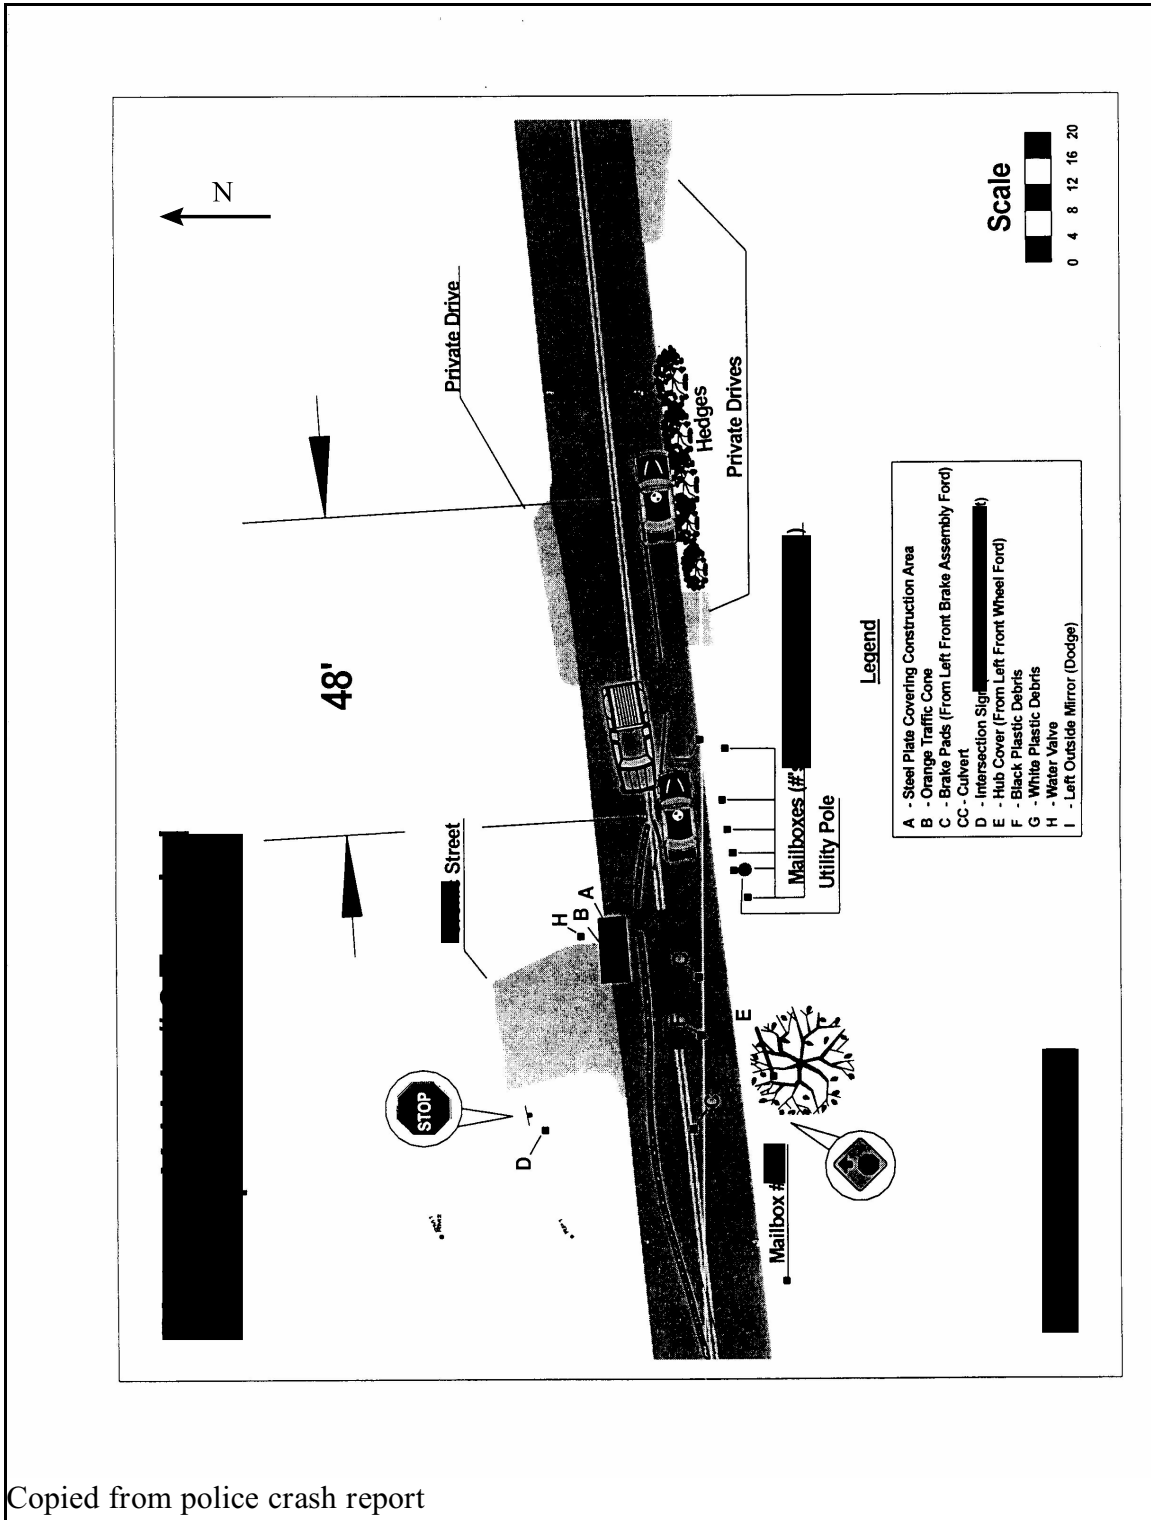 N
Scale
0 4 8 12 16 20
Private Drive
48'
Hedges
Private Drives
Street
H
B
A
STOP
D
E
G
G
Mailboxes (#'s )
Utility Pole
Mailbox #
Legend
A - Steel Plate Covering Construction Area
B - Orange Traffic Cone
C - Brake Pads (From Left Front Brake Assembly Ford)
CC - Culvert
D - Intersection Sign t)
E - Hub Cover (From Left Front Wheel Ford)
F - Black Plastic Debris
G - White Plastic Debris
H - Water Valve
I - Left Outside Mirror (Dodge)
Copied from police crash report